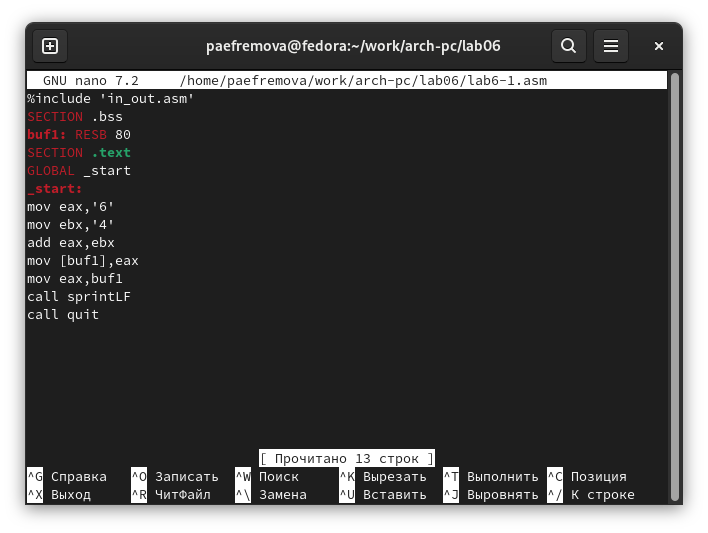 paefremova@fedora:~/work/arch-pc/lab06
GNU nano 7.2 /home/paefremova/work/arch-pc/lab06/lab6-1.asm
%include 'in_out.asm'
SECTION .bss
buf1: RESB 80
SECTION .text
GLOBAL _start
_start:
mov eax,'6'
mov ebx,'4'
add eax,ebx
mov [buf1],eax
mov eax,buf1
call sprintLF
call quit
[ Прочитано 13 строк ]
^G Справка ^O Записать ^W Поиск ^K Вырезать ^T Выполнить ^C Позиция
^X Выход ^R ЧитФайл ^\ Замена ^U Вставить ^J Выровнять ^/ К строке